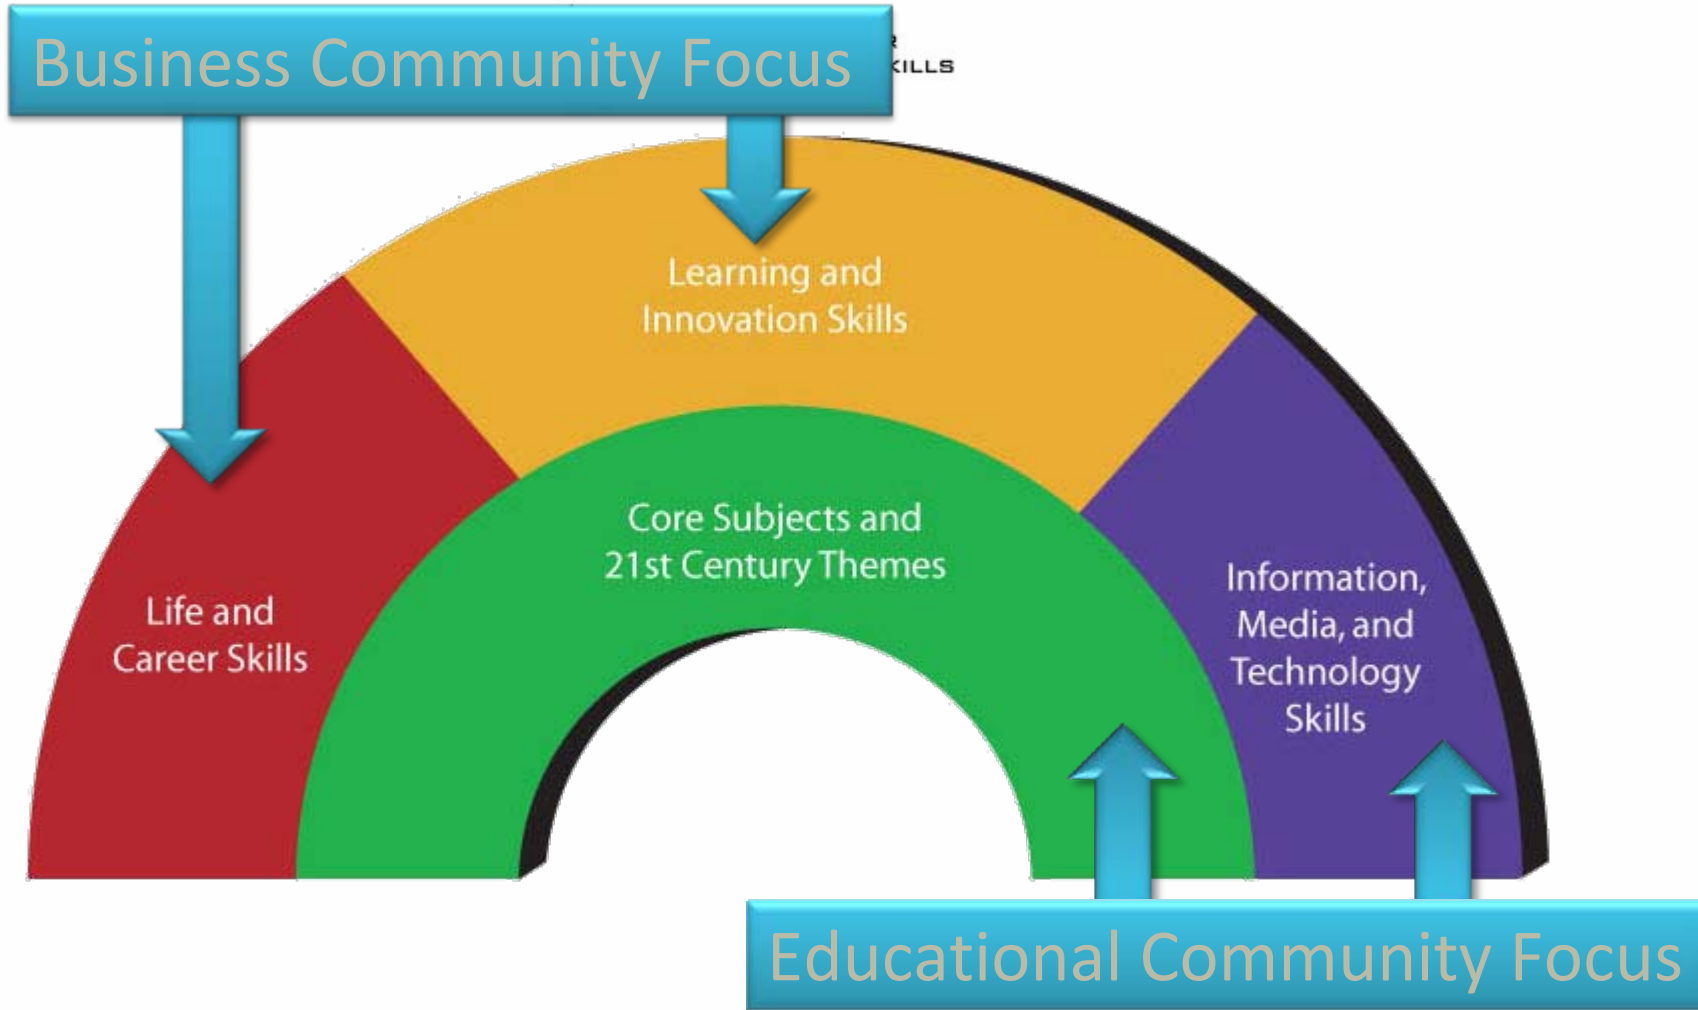 Business Community Focus
KILLS
Learning and
Innovation Skills
Core Subjects and
21st Century Themes
Life and
Career Skills
Information,
Media, and
Technology
Skills
Educational Community Focus